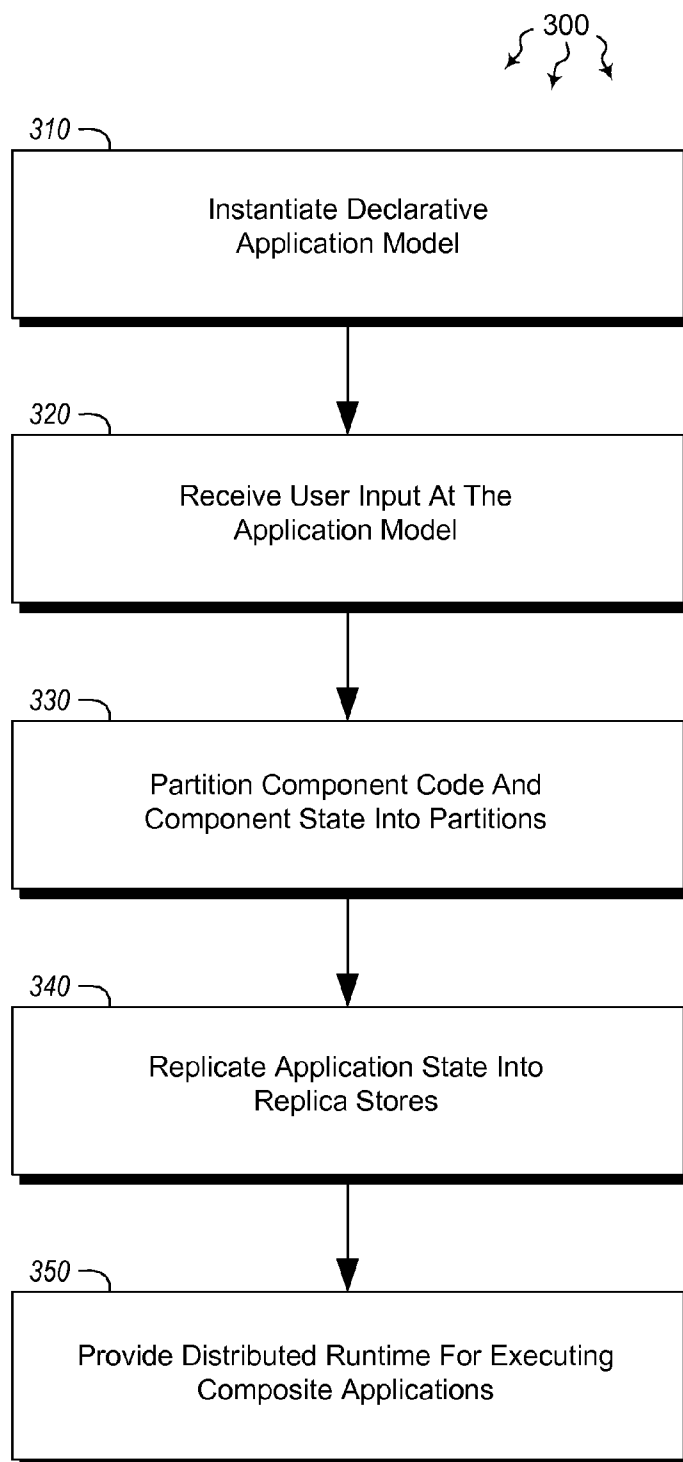 300
310
Instantiate Declarative
Application Model
320
Receive User Input At The
Application Model
330
Partition Component Code And
Component State Into Partitions
340
Replicate Application State Into
Replica Stores
350
Provide Distributed Runtime For Executing
Composite Applications